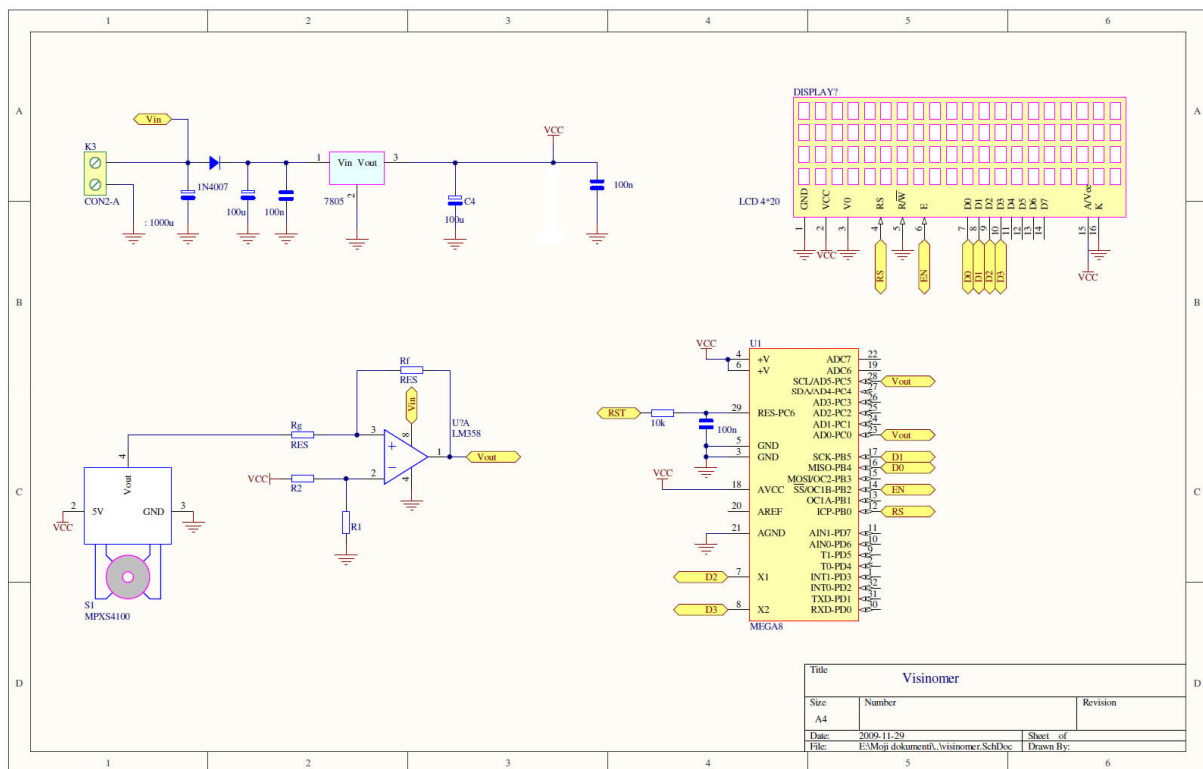 1 2 3 4 5 6
A
A
DISPLAY?
Vin
VCC
K3
CON2-A
1N4007
: 1000u
100u
100n
1
Vin Vout
3
2
7805
C4
100u
100n
LCD 4*20
GND VCC V0 RS R/W E D0 D1 D2 D3 D4 D5 D6 D7 A/Vcc K
1 2 3 4 5 6 7 8 9 10 11 12 13 14 15 16
VCC
RS EN D0 D1 D2 D3
VCC
B
B
Rf
RES
Vin
U?A
LM358
Rg
RES
3
8
1
Vout
2
4
VCC
R2
R1
4
Vout
2
5V
GND
3
VCC
S1
MPXS4100
C
C
U1
VCC
4 +V
6 +V
RST
10k
100n
29 RES-PC6
5 GND
3 GND
VCC
18 AVCC
20 AREF
21 AGND
D2 7 X1
D3 8 X2
ADC7 22
ADC6 19
SCL/AD5-PC5 28 Vout
SDA/AD4-PC4 27
AD3-PC3 26
AD2-PC2 25
AD1-PC1 24
AD0-PC0 23 Vout
SCK-PB5 17 D1
MISO-PB4 16 D0
MOSI/OC2-PB3 15
SS/OC1B-PB2 14 EN
OC1A-PB1 13
ICP-PB0 12 RS
AIN1-PD7 11
AIN0-PD6 10
T1-PD5 9
T0-PD4
INT1-PD3 1
INT0-PD2 32
TXD-PD1 31
RXD-PD0 30
MEGA8
D
D
Title
Visinomer
Size
Number
Revision
A4
Date: 2009-11-29 Sheet of
File: E:\Moji dokumenti\..\visinomer.SchDoc Drawn By:
1 2 3 4 5 6